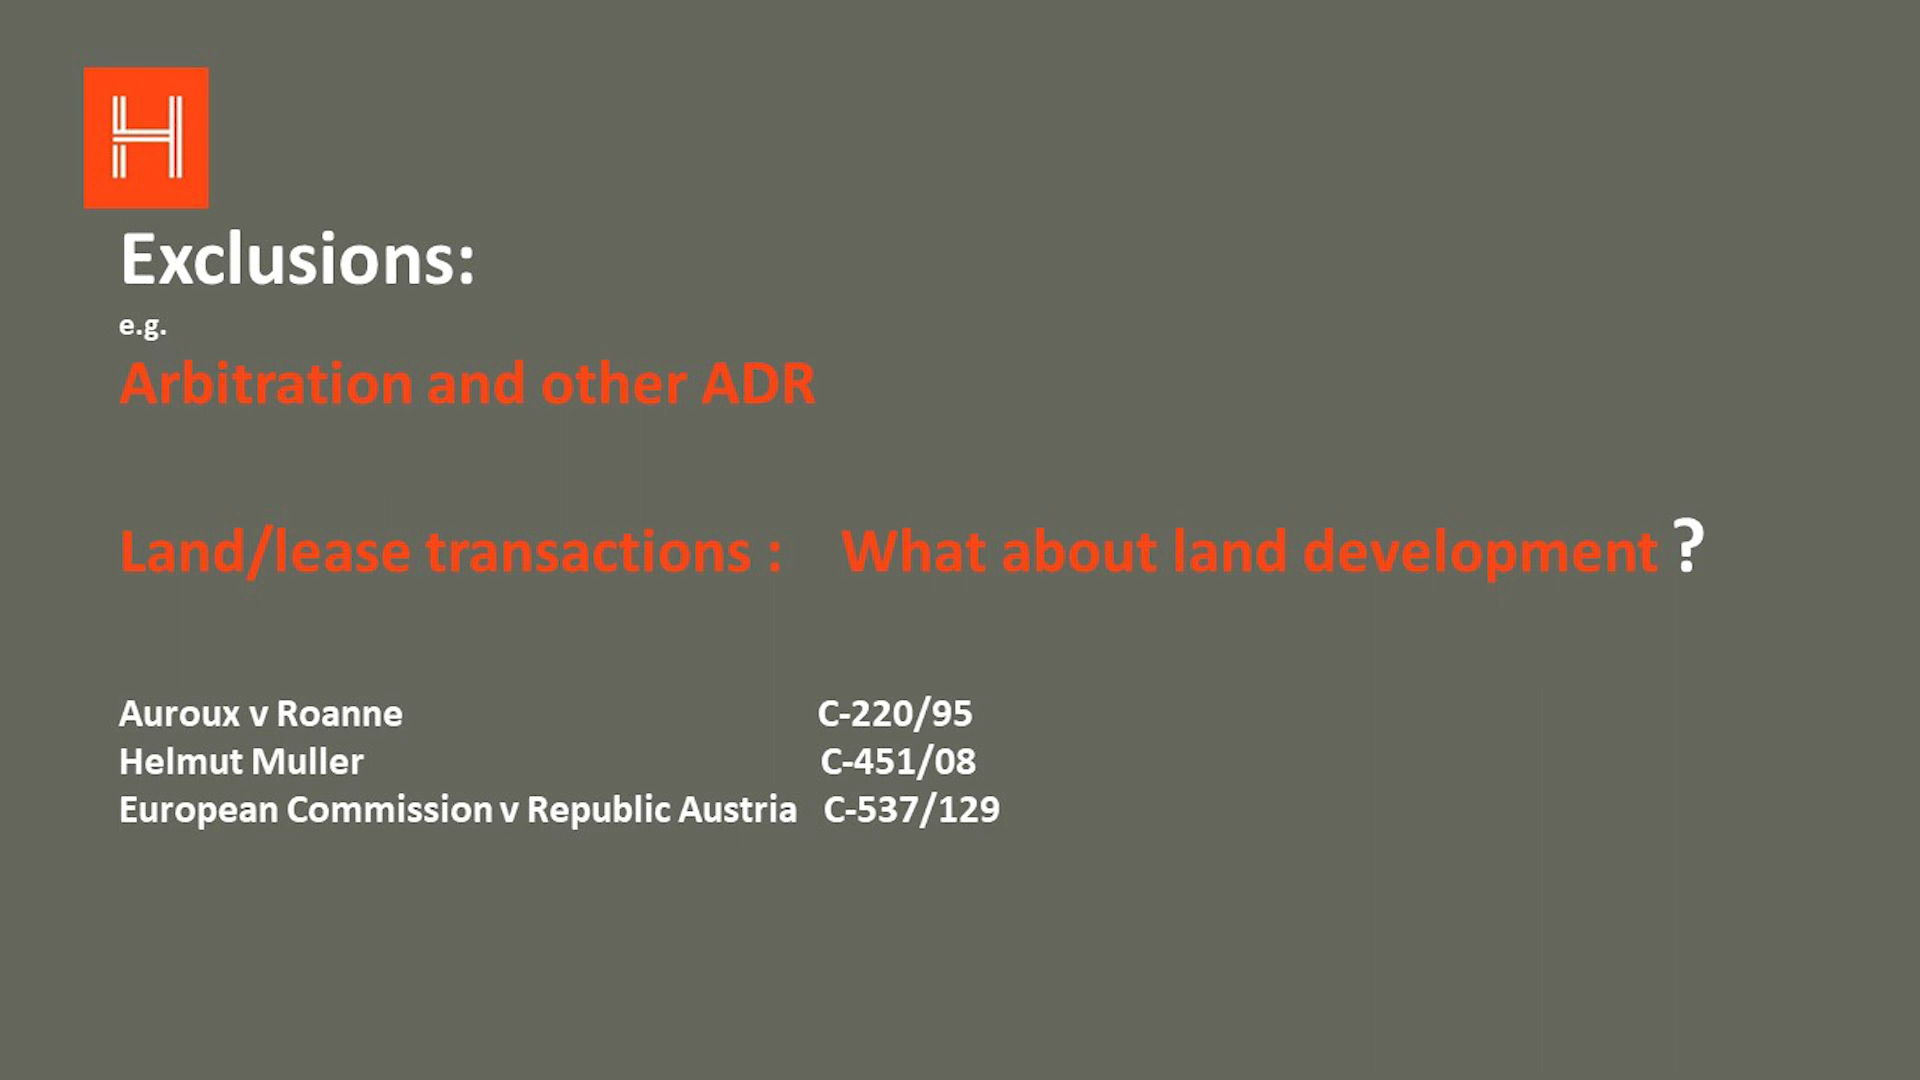 H
Exclusions:
e.g.
Arbitration and other ADR
Land/lease transactions : What about land development ?
Auroux v Roanne C-220/95
Helmut Muller C-451/08
European Commission v Republic Austria C-537/129